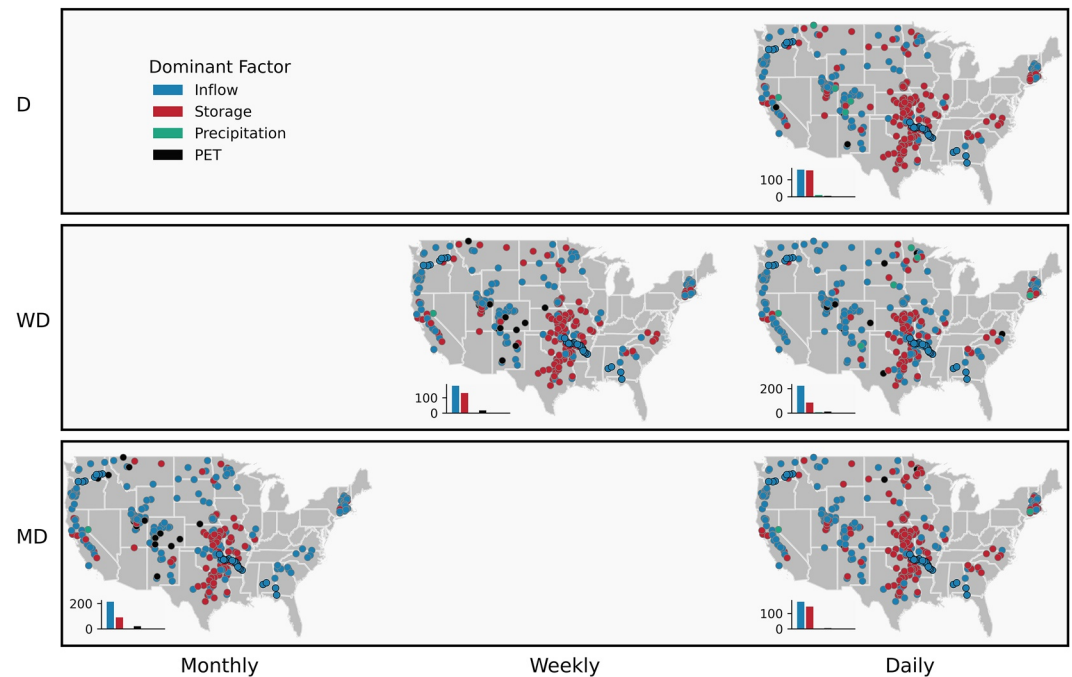 D
Dominant Factor
Inflow
Storage
Precipitation
PET
100
0
WD
100
0
200
0
MD
200
0
100
0
Monthly
Weekly
Daily